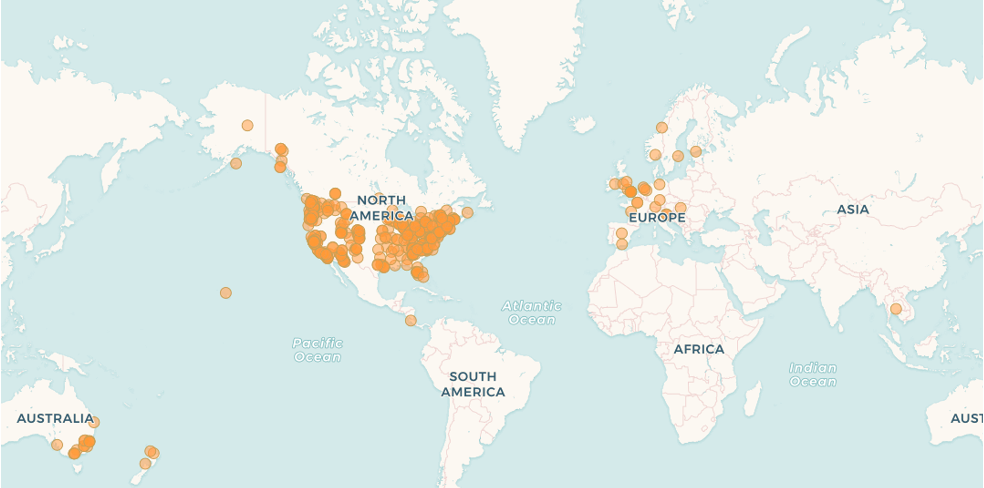 NORTH
AMERICA
EUROPE
ASIA
Atlantic
Ocean
Pacific
Ocean
AFRICA
Indian
Ocean
SOUTH
AMERICA
AUSTRALIA
AUST